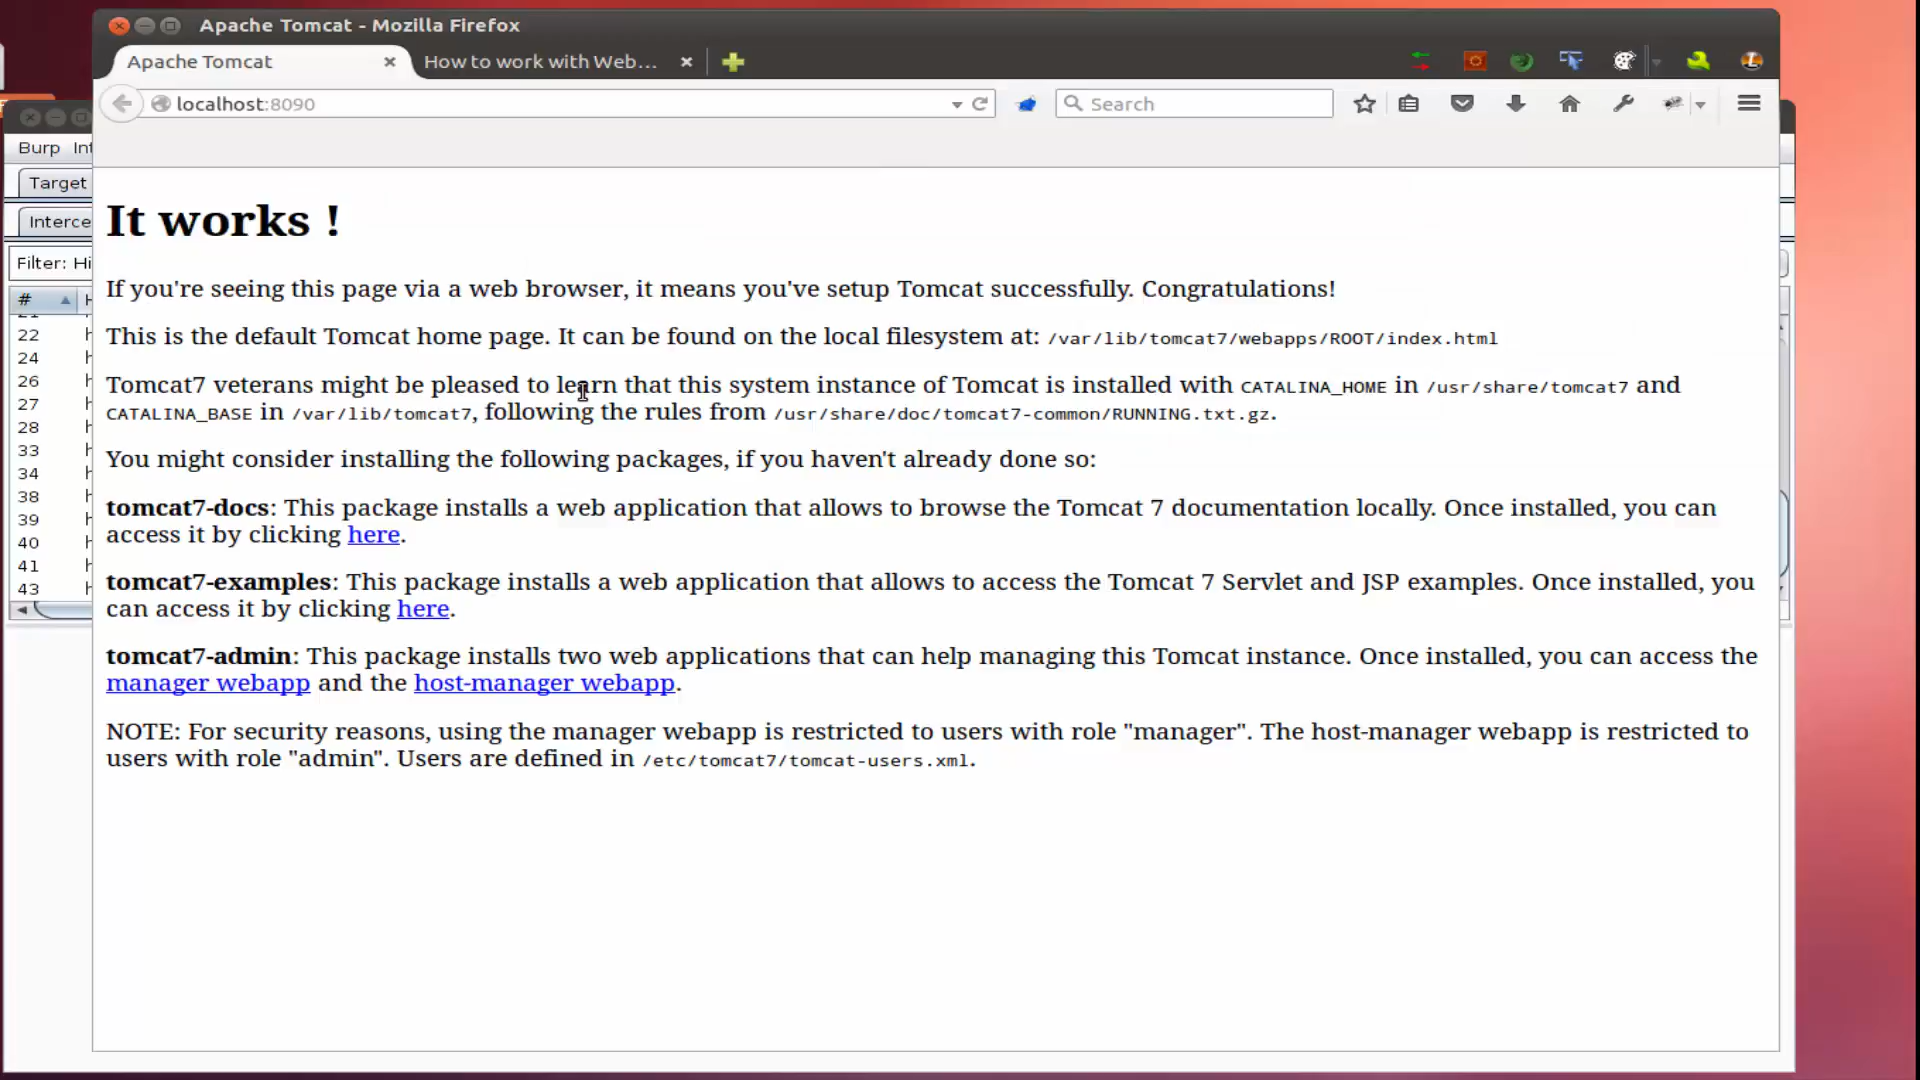 Apache Tomcat - Mozilla Firefox
Apache Tomcat
How to work with Web...
localhost:8090
Search
Burp
Target
Filter: Hi
#
22
24
26
27
28
33
34
38
39
40
41
43
It works !
If you're seeing this page via a web browser, it means you've setup Tomcat successfully. Congratulations!
This is the default Tomcat home page. It can be found on the local filesystem at: /var/lib/tomcat7/webapps/ROOT/index.html
Tomcat7 veterans might be pleased to learn that this system instance of Tomcat is installed with CATALINA_HOME in /usr/share/tomcat7 and
CATALINA_BASE in /var/lib/tomcat7, following the rules from /usr/share/doc/tomcat7-common/RUNNING.txt.gz.
You might consider installing the following packages, if you haven't already done so:
tomcat7-docs: This package installs a web application that allows to browse the Tomcat 7 documentation locally. Once installed, you can
access it by clicking here.
tomcat7-examples: This package installs a web application that allows to access the Tomcat 7 Servlet and JSP examples. Once installed, you
can access it by clicking here.
tomcat7-admin: This package installs two web applications that can help managing this Tomcat instance. Once installed, you can access the
manager webapp and the host-manager webapp.
NOTE: For security reasons, using the manager webapp is restricted to users with role "manager". The host-manager webapp is restricted to
users with role "admin". Users are defined in /etc/tomcat7/tomcat-users.xml.